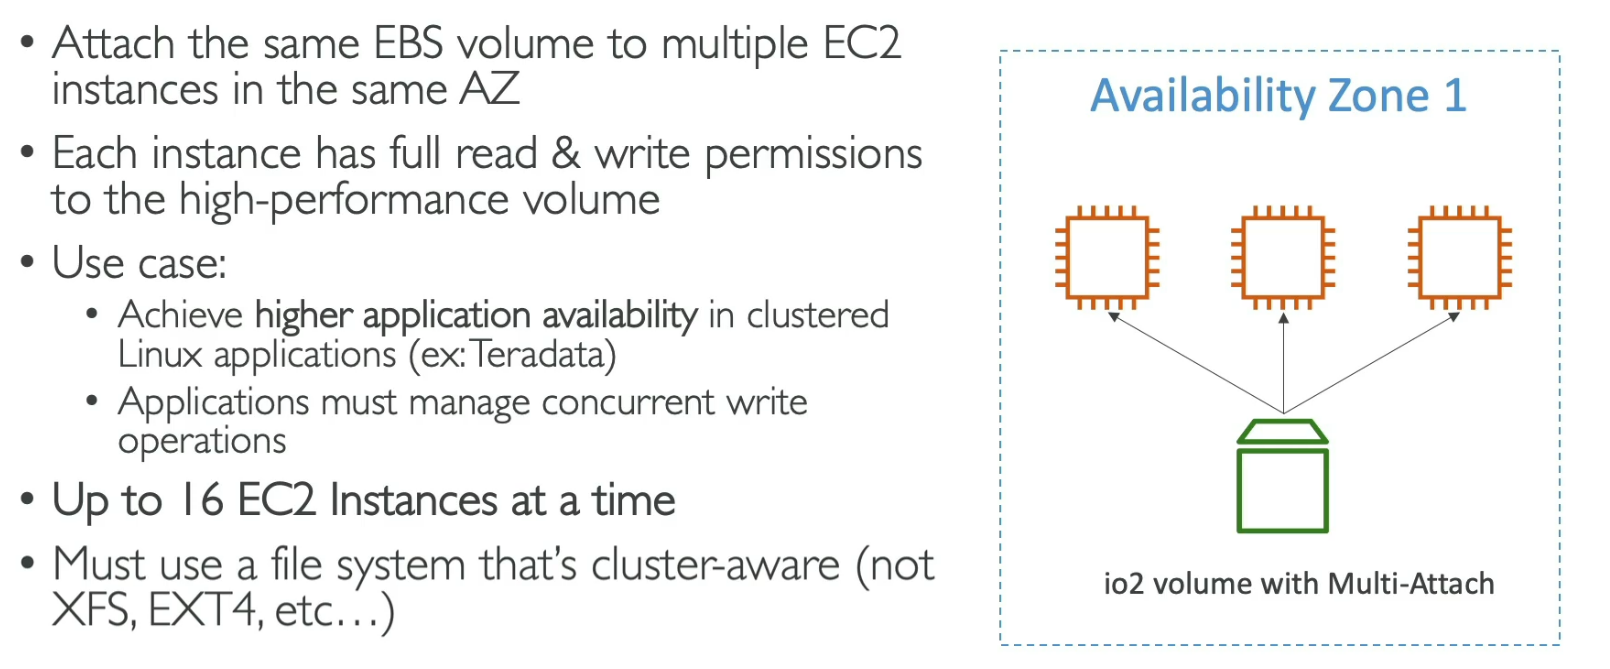 • Attach the same EBS volume to multiple EC2
instances in the same AZ
• Each instance has full read & write permissions
to the high-performance volume
• Use case:
• Achieve higher application availability in clustered
Linux applications (ex: Teradata)
• Applications must manage concurrent write
operations
• Up to 16 EC2 Instances at a time
• Must use a file system that's cluster-aware (not
XFS, EXT4, etc…)
Availability Zone 1
io2 volume with Multi-Attach